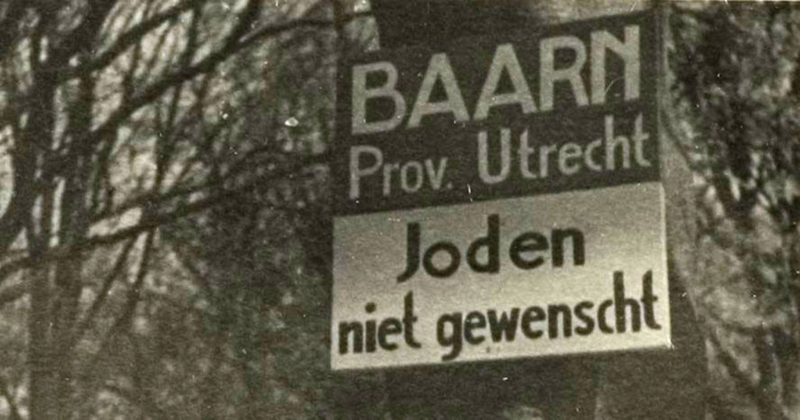 BAARN
Prov. Utrecht
Joden
niet gewenscht